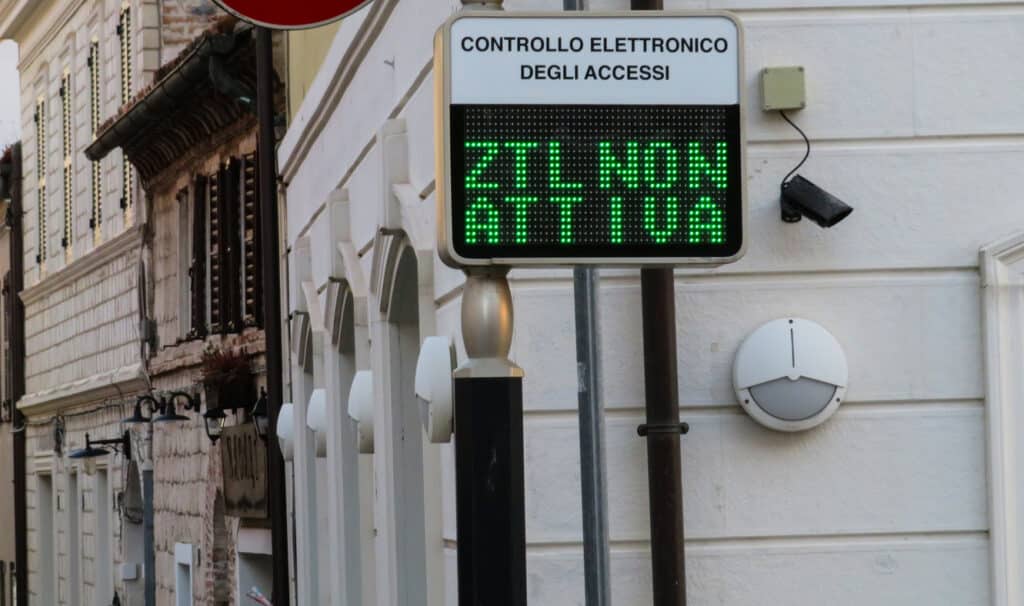 CONTROLLO ELETTRONICO
DEGLI ACCESSI
ZTL NON
ATTIVA